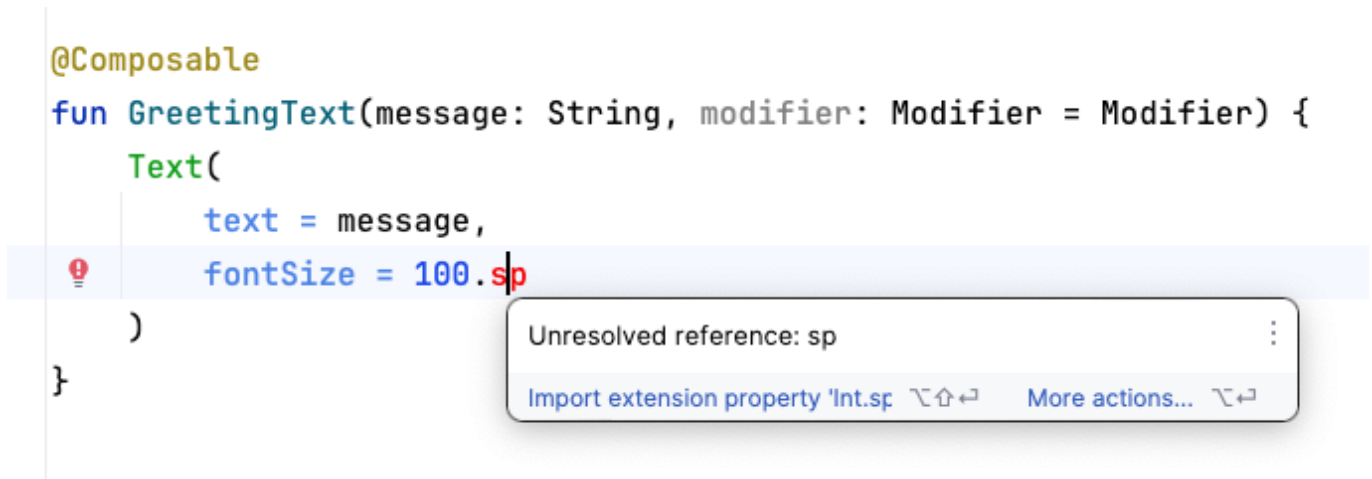 @Composable
fun GreetingText(message: String, modifier: Modifier = Modifier) {
Text(
text = message,
fontSize = 100.sp
)
}
Unresolved reference: sp
Import extension property 'Int.sp ⌥⇧⏎ More actions... ⌥⏎